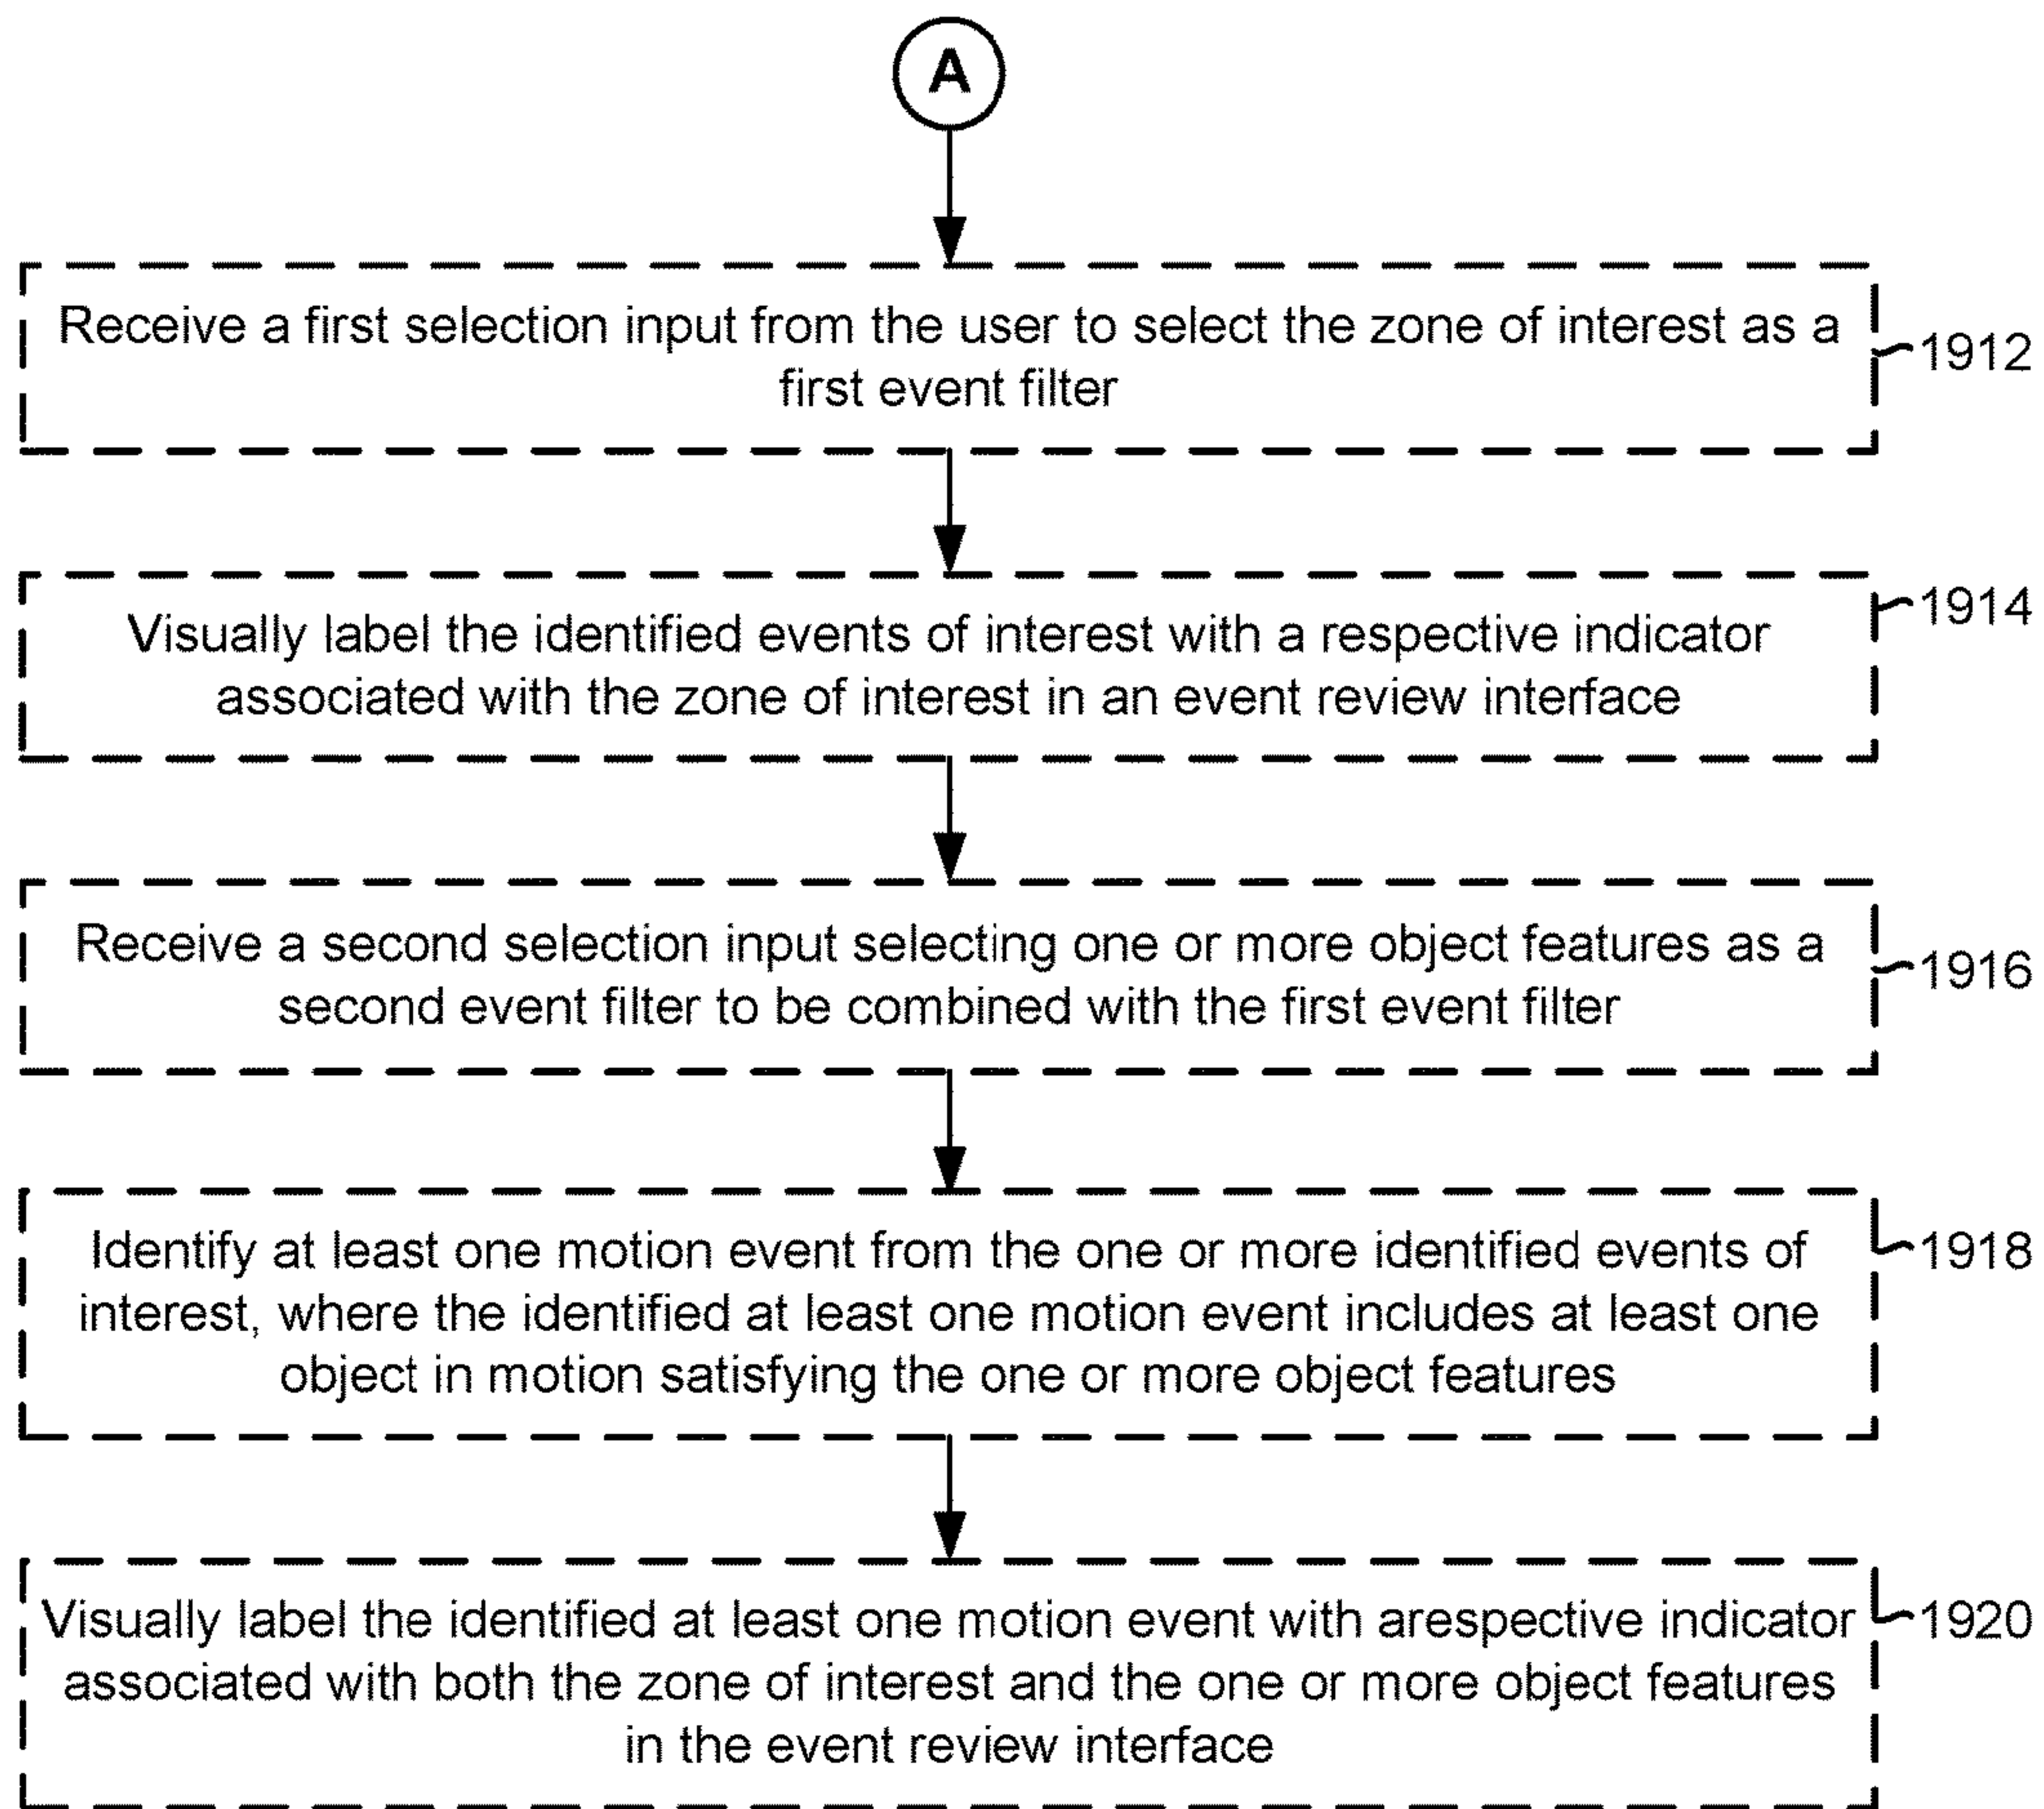 A
Receive a first selection input from the user to select the zone of interest as a
first event filter
1912
Visually label the identified events of interest with a respective indicator
associated with the zone of interest in an event review interface
1914
Receive a second selection input selecting one or more object features as a
second event filter to be combined with the first event filter
1916
Identify at least one motion event from the one or more identified events of
interest, where the identified at least one motion event includes at least one
object in motion satisfying the one or more object features
1918
Visually label the identified at least one motion event with arespective indicator
associated with both the zone of interest and the one or more object features
in the event review interface
1920